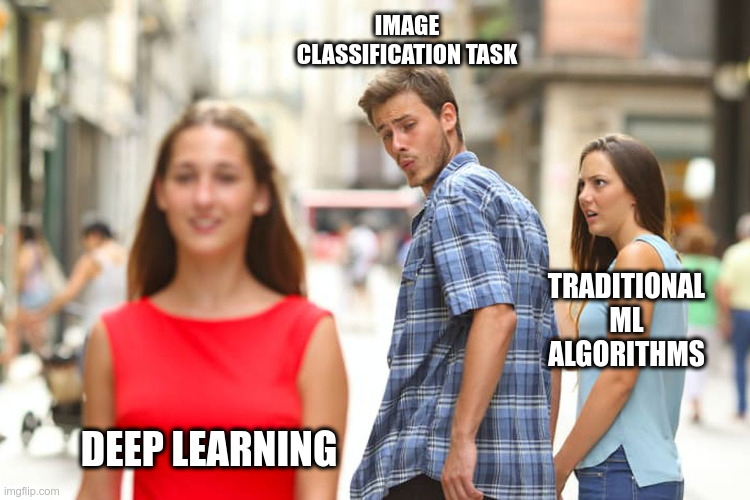 IMAGE
CLASSIFICATION TASK
TRADITIONAL
ML
ALGORITHMS
DEEP LEARNING
imgflip.com